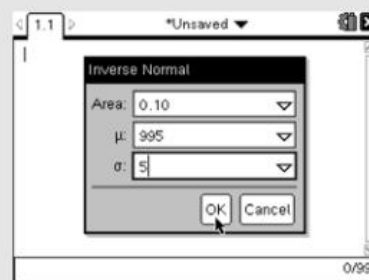 1.1 *Unsaved
Inverse Normal
Area: 0.10
μ: 995
σ: 5
OK Cancel
0/99